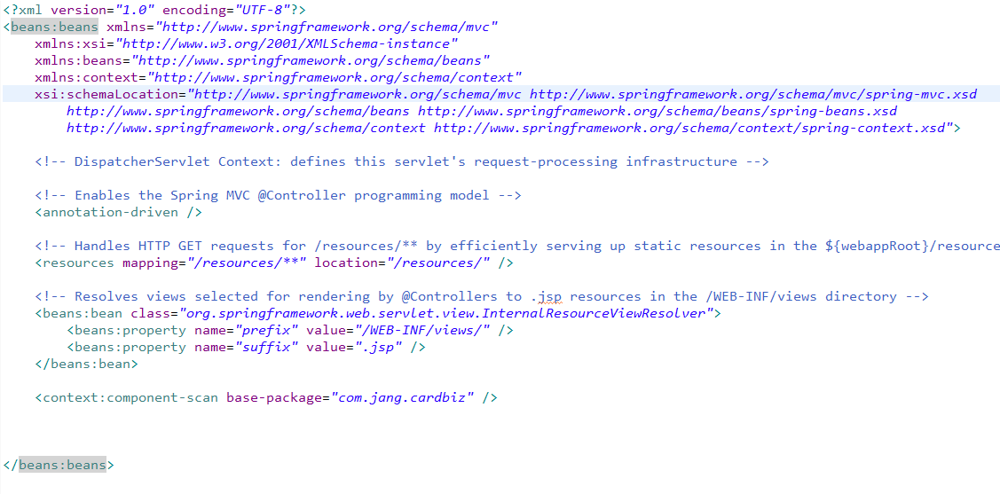 <?xml version="1.0" encoding="UTF-8"?>
<beans:beans xmlns="http://www.springframework.org/schema/mvc"
    xmlns:xsi="http://www.w3.org/2001/XMLSchema-instance"
    xmlns:beans="http://www.springframework.org/schema/beans"
    xmlns:context="http://www.springframework.org/schema/context"
    xsi:schemaLocation="http://www.springframework.org/schema/mvc http://www.springframework.org/schema/mvc/spring-mvc.xsd
        http://www.springframework.org/schema/beans http://www.springframework.org/schema/beans/spring-beans.xsd
        http://www.springframework.org/schema/context http://www.springframework.org/schema/context/spring-context.xsd">
    <!-- DispatcherServlet Context: defines this servlet's request-processing infrastructure -->
    <!-- Enables the Spring MVC @Controller programming model -->
    <annotation-driven />
    <!-- Handles HTTP GET requests for /resources/** by efficiently serving up static resources in the ${webappRoot}/resource
    <resources mapping="/resources/**" location="/resources/" />
    <!-- Resolves views selected for rendering by @Controllers to .jsp resources in the /WEB-INF/views directory -->
    <beans:bean class="org.springframework.web.servlet.view.InternalResourceViewResolver">
        <beans:property name="prefix" value="/WEB-INF/views/" />
        <beans:property name="suffix" value=".jsp" />
    </beans:bean>
    <context:component-scan base-package="com.jang.cardbiz" />
</beans:beans>